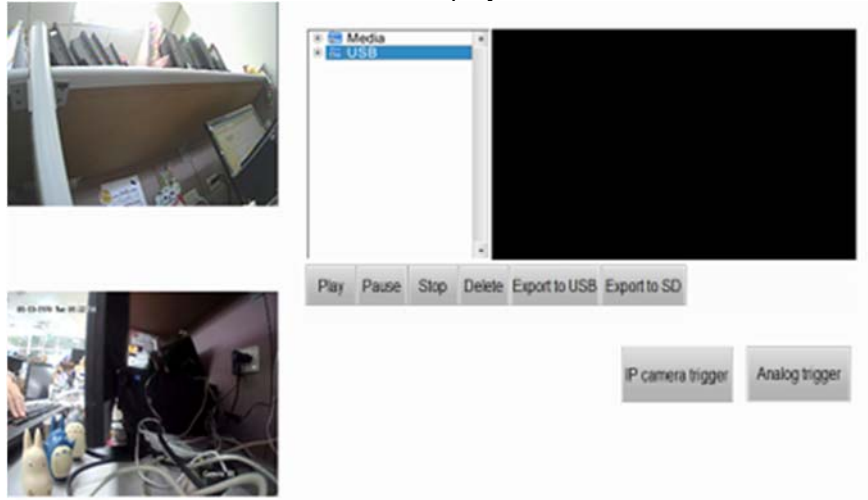 Media
USB
Play Pause Stop Delete Export to USB Export to SD
IP camera trigger Analog trigger